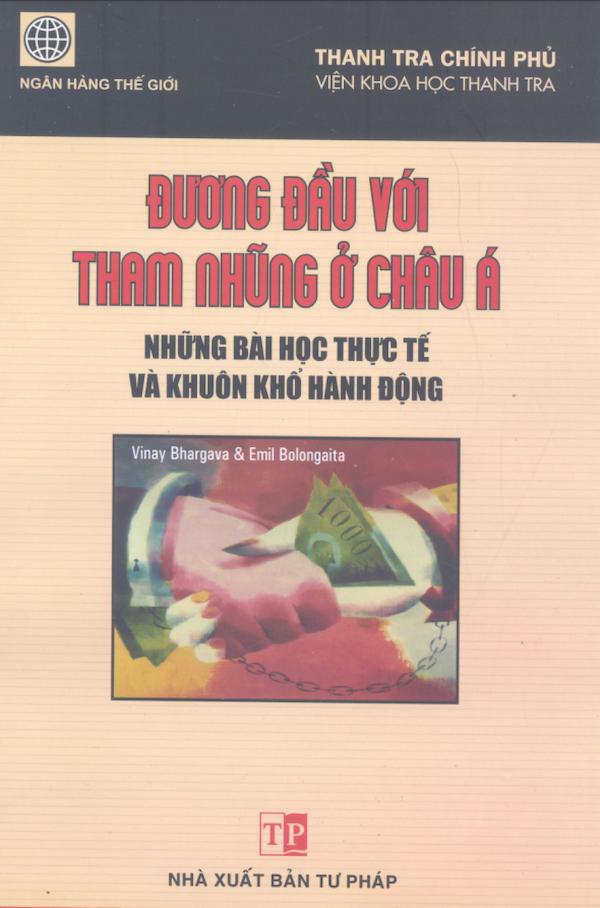 NGÂN HÀNG THẾ GIỚI
THANH TRA CHÍNH PHỦ
VIỆN KHOA HỌC THANH TRA
ĐƯƠNG ĐẦU VỚI
THAM NHŨNG Ở CHÂU Á
NHỮNG BÀI HỌC THỰC TẾ
VÀ KHUÔN KHỔ HÀNH ĐỘNG
Vinay Bhargava & Emil Bolongaita
1000
TP
NHÀ XUẤT BẢN TƯ PHÁP